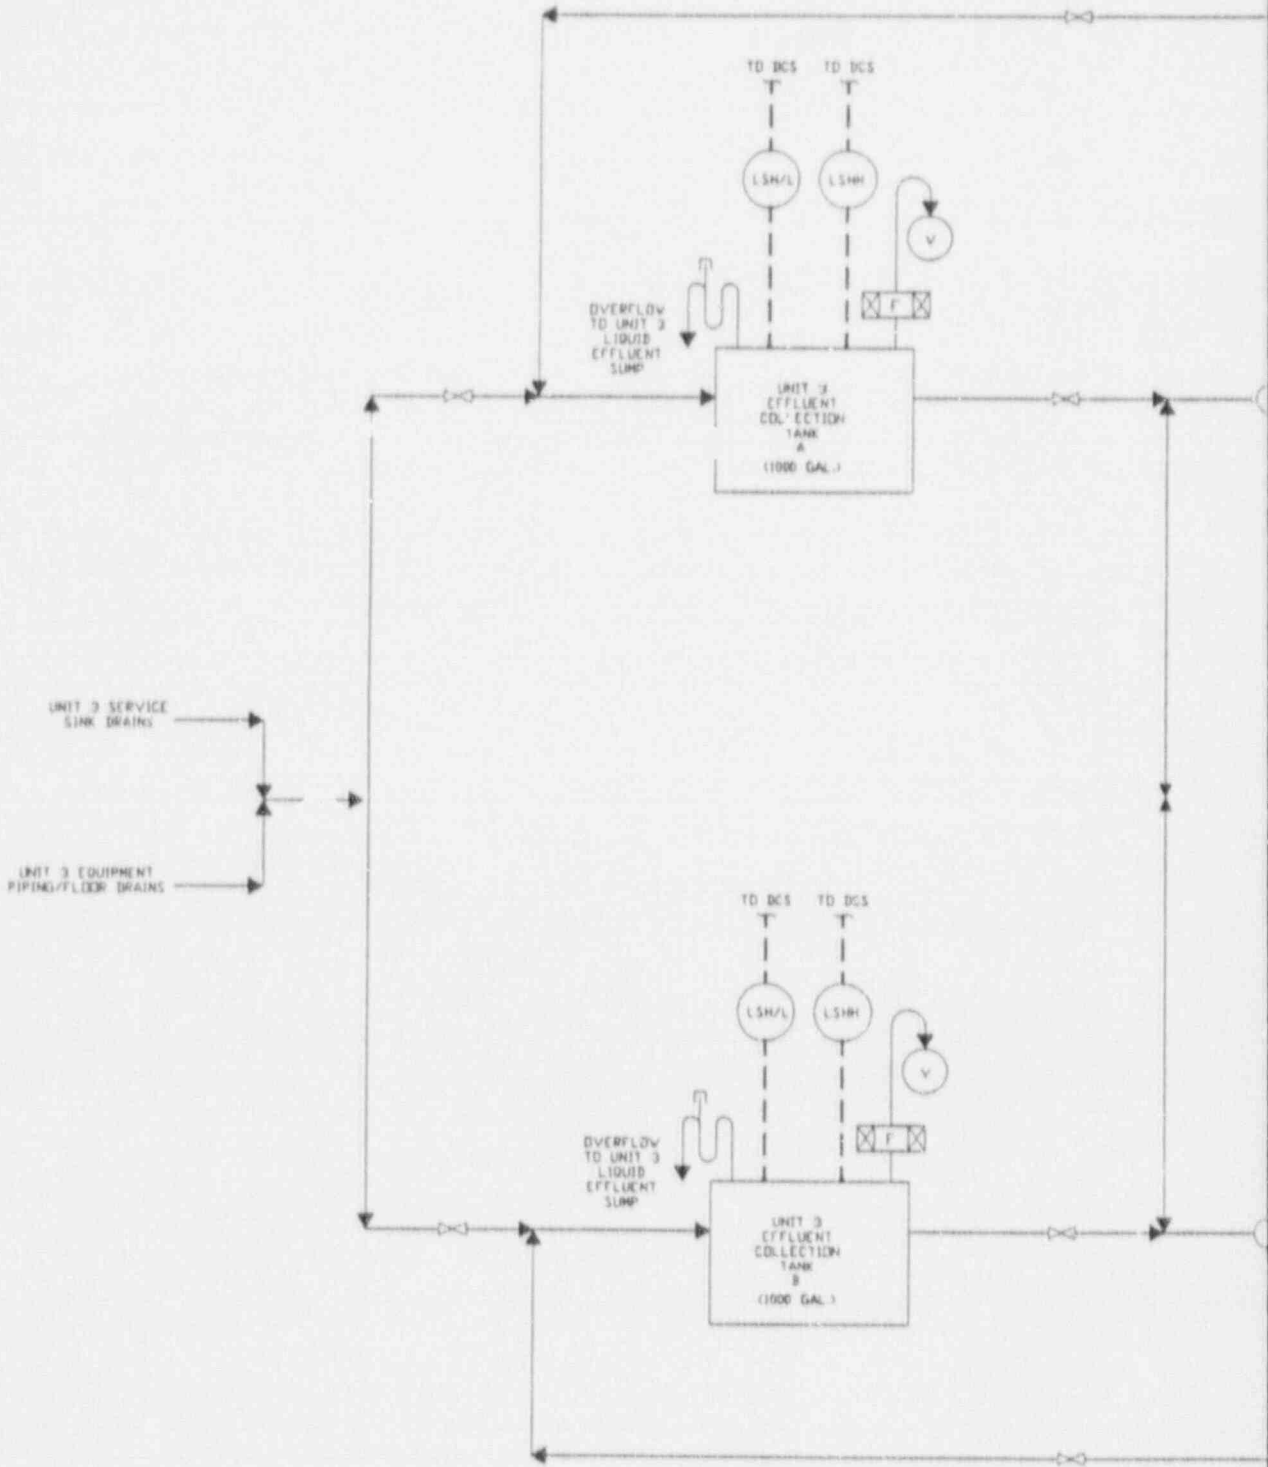 TO DCS TO DCS
LSH/L LSHH
V
F
OVERFLOW
TO UNIT 3
LIQUID
EFFLUENT
SUMP
UNIT 3
EFFLUENT
COL'ECTION
TANK
A
(1000 GAL.)
UNIT 3 SERVICE
SINK DRAINS
UNIT 3 EQUIPMENT
PIPING/FLOOR DRAINS
TO DCS TO DCS
LSH/L LSHH
V
F
OVERFLOW
TO UNIT 3
LIQUID
EFFLUENT
SUMP
UNIT 3
EFFLUENT
COLLECTION
TANK
B
(1000 GAL.)